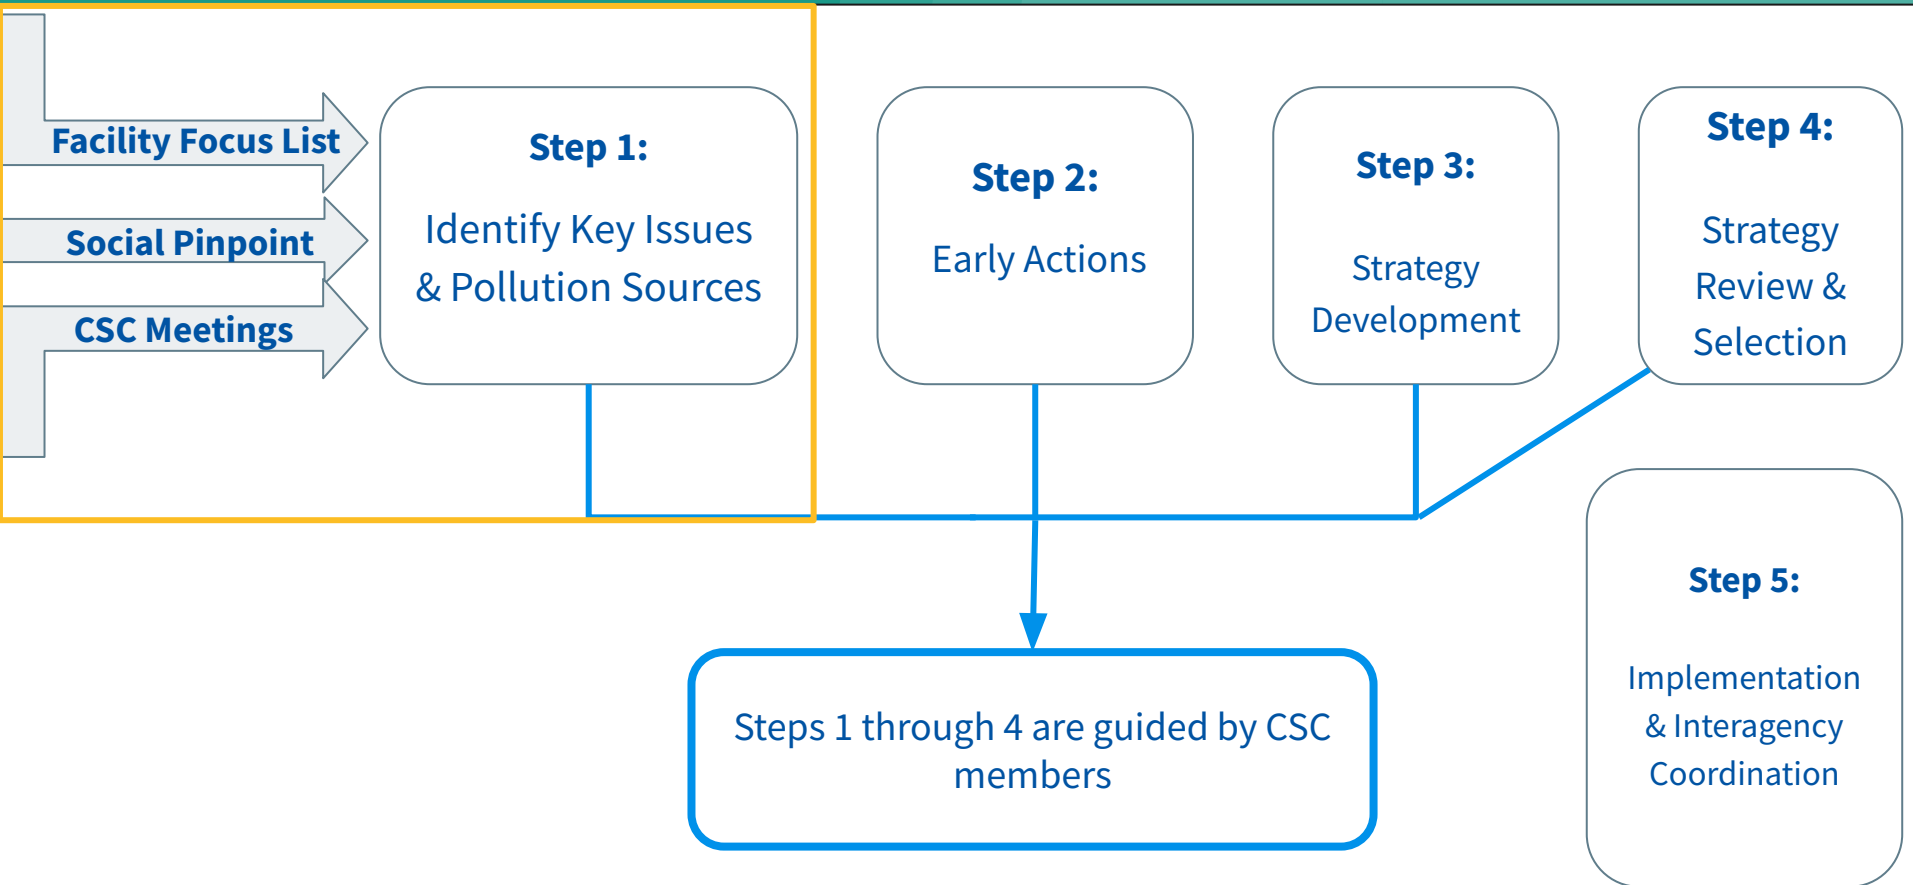 Facility Focus List
Social Pinpoint
CSC Meetings
Step 1:
Identify Key Issues
& Pollution Sources
Step 2:
Early Actions
Step 3:
Strategy
Development
Step 4:
Strategy
Review &
Selection
Step 5:
Implementation
& Interagency
Coordination
Steps 1 through 4 are guided by CSC
members